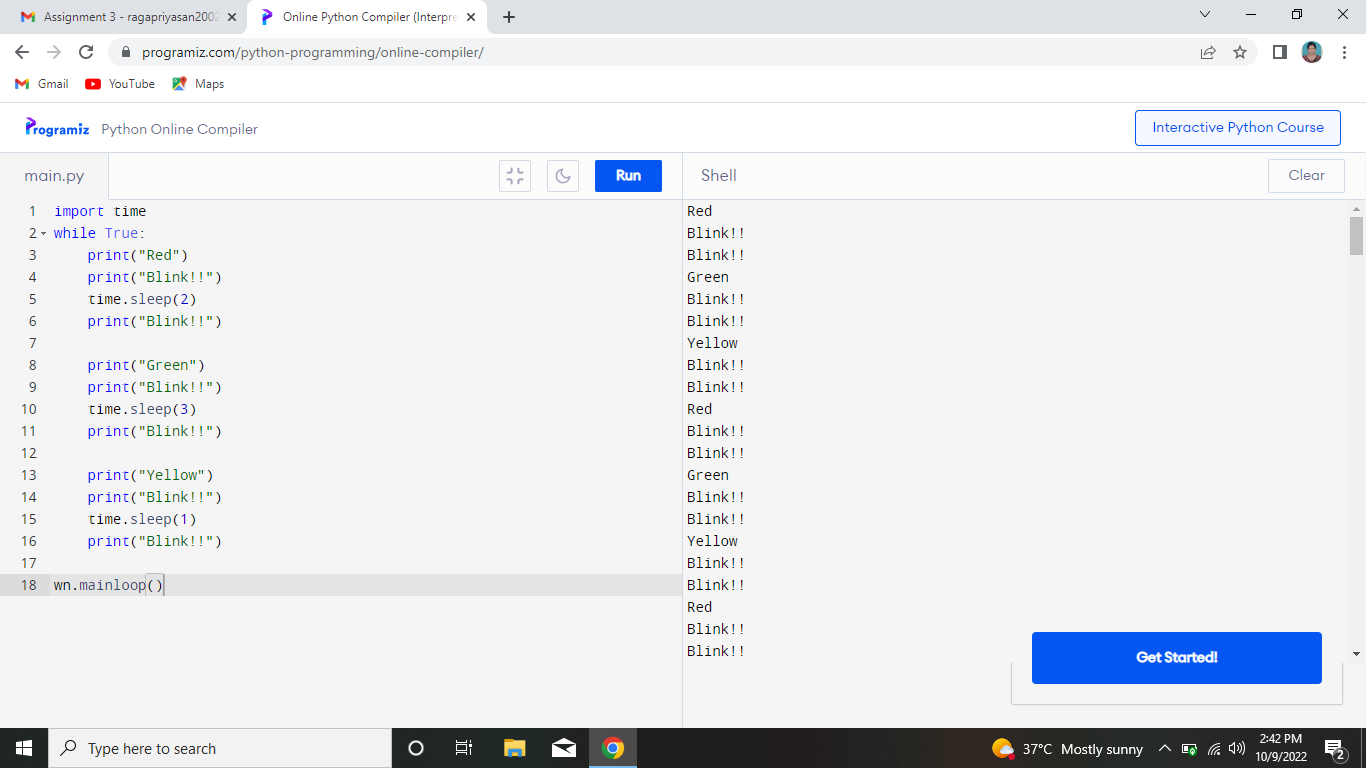 Assignment 3 - ragapriyasan2002
Online Python Compiler (Interpre
programiz.com/python-programming/online-compiler/
Gmail
YouTube
Maps
Programiz
Python Online Compiler
Interactive Python Course
main.py
Run
Shell
Clear
1 import time
2 while True:
3     print("Red")
4     print("Blink!!")
5     time.sleep(2)
6     print("Blink!!")
7
8     print("Green")
9     print("Blink!!")
10     time.sleep(3)
11     print("Blink!!")
12
13     print("Yellow")
14     print("Blink!!")
15     time.sleep(1)
16     print("Blink!!")
17
18 wn.mainloop()
Red
Blink!!
Blink!!
Green
Blink!!
Blink!!
Yellow
Blink!!
Blink!!
Red
Blink!!
Blink!!
Green
Blink!!
Blink!!
Yellow
Blink!!
Blink!!
Red
Blink!!
Blink!!
Get Started!
Type here to search
37°C Mostly sunny
2:42 PM
10/9/2022
2